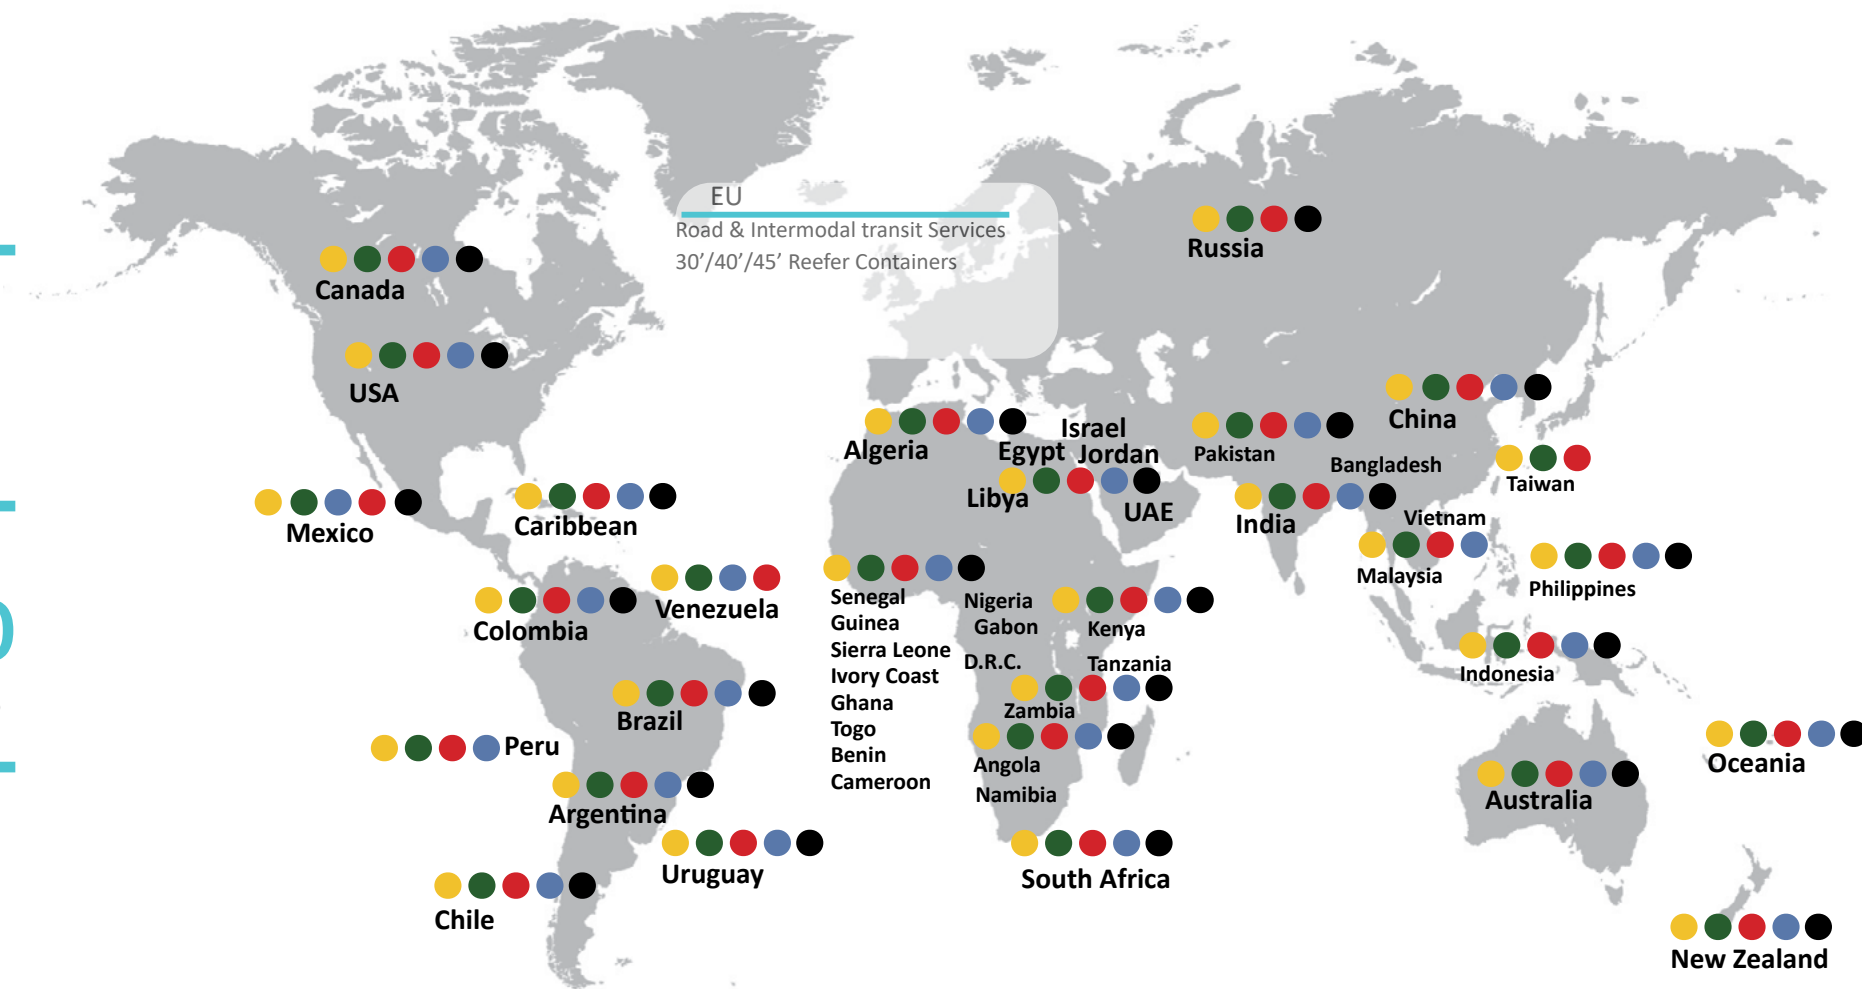 EU
Road & Intermodal transit Services
30’/40’/45’ Reefer Containers
Russia
Canada
USA
China
Israel
Algeria
Egypt Jordan
Pakistan
Bangladesh
Taiwan
Libya
UAE
India
Vietnam
Mexico
Caribbean
Malaysia
Philippines
Venezuela
Colombia
Senegal
Guinea
Sierra Leone
Ivory Coast
Ghana
Togo
Benin
Cameroon
Nigeria
Gabon
Kenya
D.R.C.
Tanzania
Zambia
Angola
Namibia
Indonesia
Brazil
Peru
Oceania
Argentina
Australia
Uruguay
South Africa
Chile
New Zealand